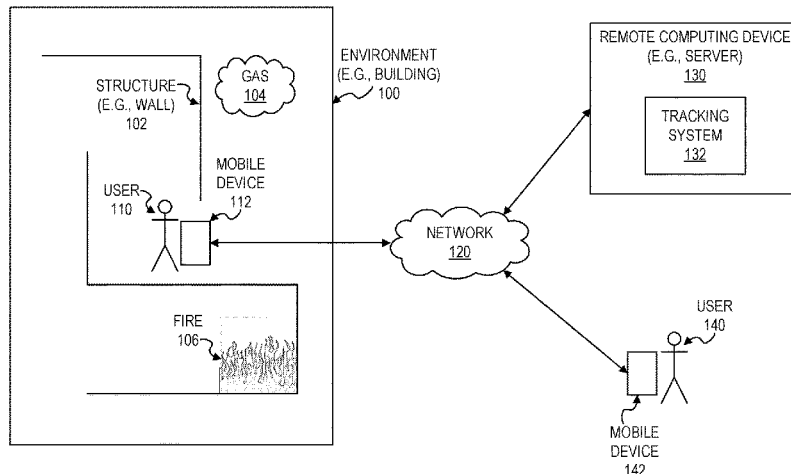 ENVIRONMENT
(E.G., BUILDING)
100
STRUCTURE
(E.G., WALL)
102
GAS
104
MOBILE
DEVICE
112
USER
110
FIRE
106
NETWORK
120
REMOTE COMPUTING DEVICE
(E.G., SERVER)
130
TRACKING
SYSTEM
132
USER
140
MOBILE
DEVICE
142